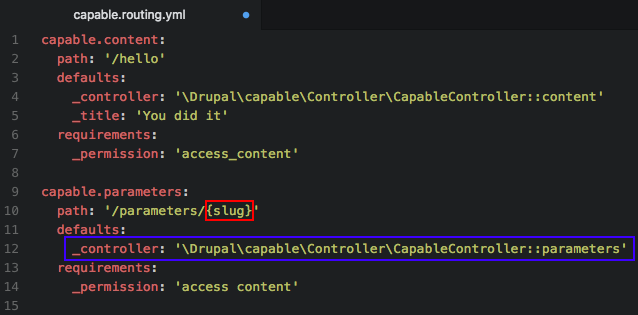 capable.routing.yml
1 capable.content:
2   path: '/hello'
3   defaults:
4     _controller: '\Drupal\capable\Controller\CapableController::content'
5     _title: 'You did it'
6   requirements:
7     _permission: 'access_content'
8
9 capable.parameters:
10   path: '/parameters/{slug}'
11   defaults:
12     _controller: '\Drupal\capable\Controller\CapableController::parameters'
13   requirements:
14     _permission: 'access content'
15